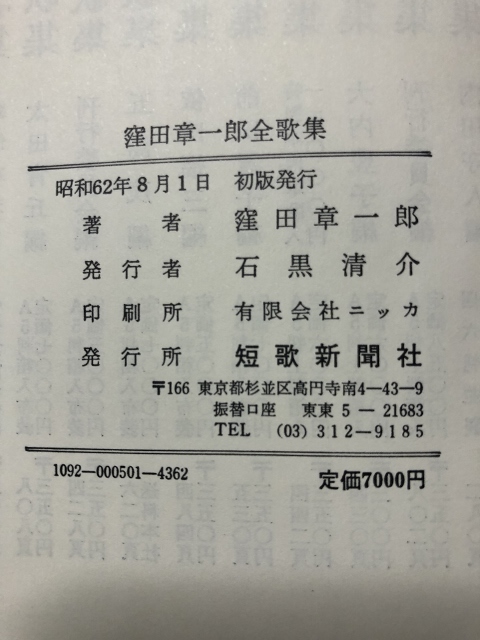 窪田章一郎全歌集
昭和62年8月1日 初版発行
著者 窪田章一郎
発行者 石黒清介
印刷所 有限会社ニッカ
発行所 短歌新聞社
〒166 東京都杉並区高円寺南4―43―9
振替口座 東東5―21683
TEL (03)312―9185
1092―000501―4362
定価7000円